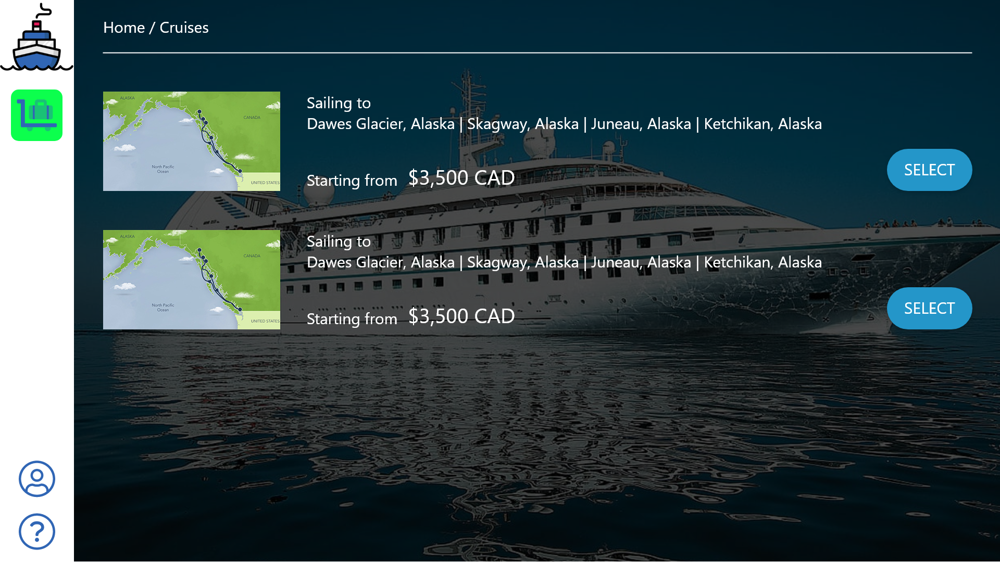 Home / Cruises
ALASKA
CANADA
North Pacific
Ocean
UNITED STATES
Sailing to
Dawes Glacier, Alaska | Skagway, Alaska | Juneau, Alaska | Ketchikan, Alaska
Starting from $3,500 CAD
SELECT
ALASKA
CANADA
North Pacific
Ocean
UNITED STATES
Sailing to
Dawes Glacier, Alaska | Skagway, Alaska | Juneau, Alaska | Ketchikan, Alaska
Starting from $3,500 CAD
SELECT
?